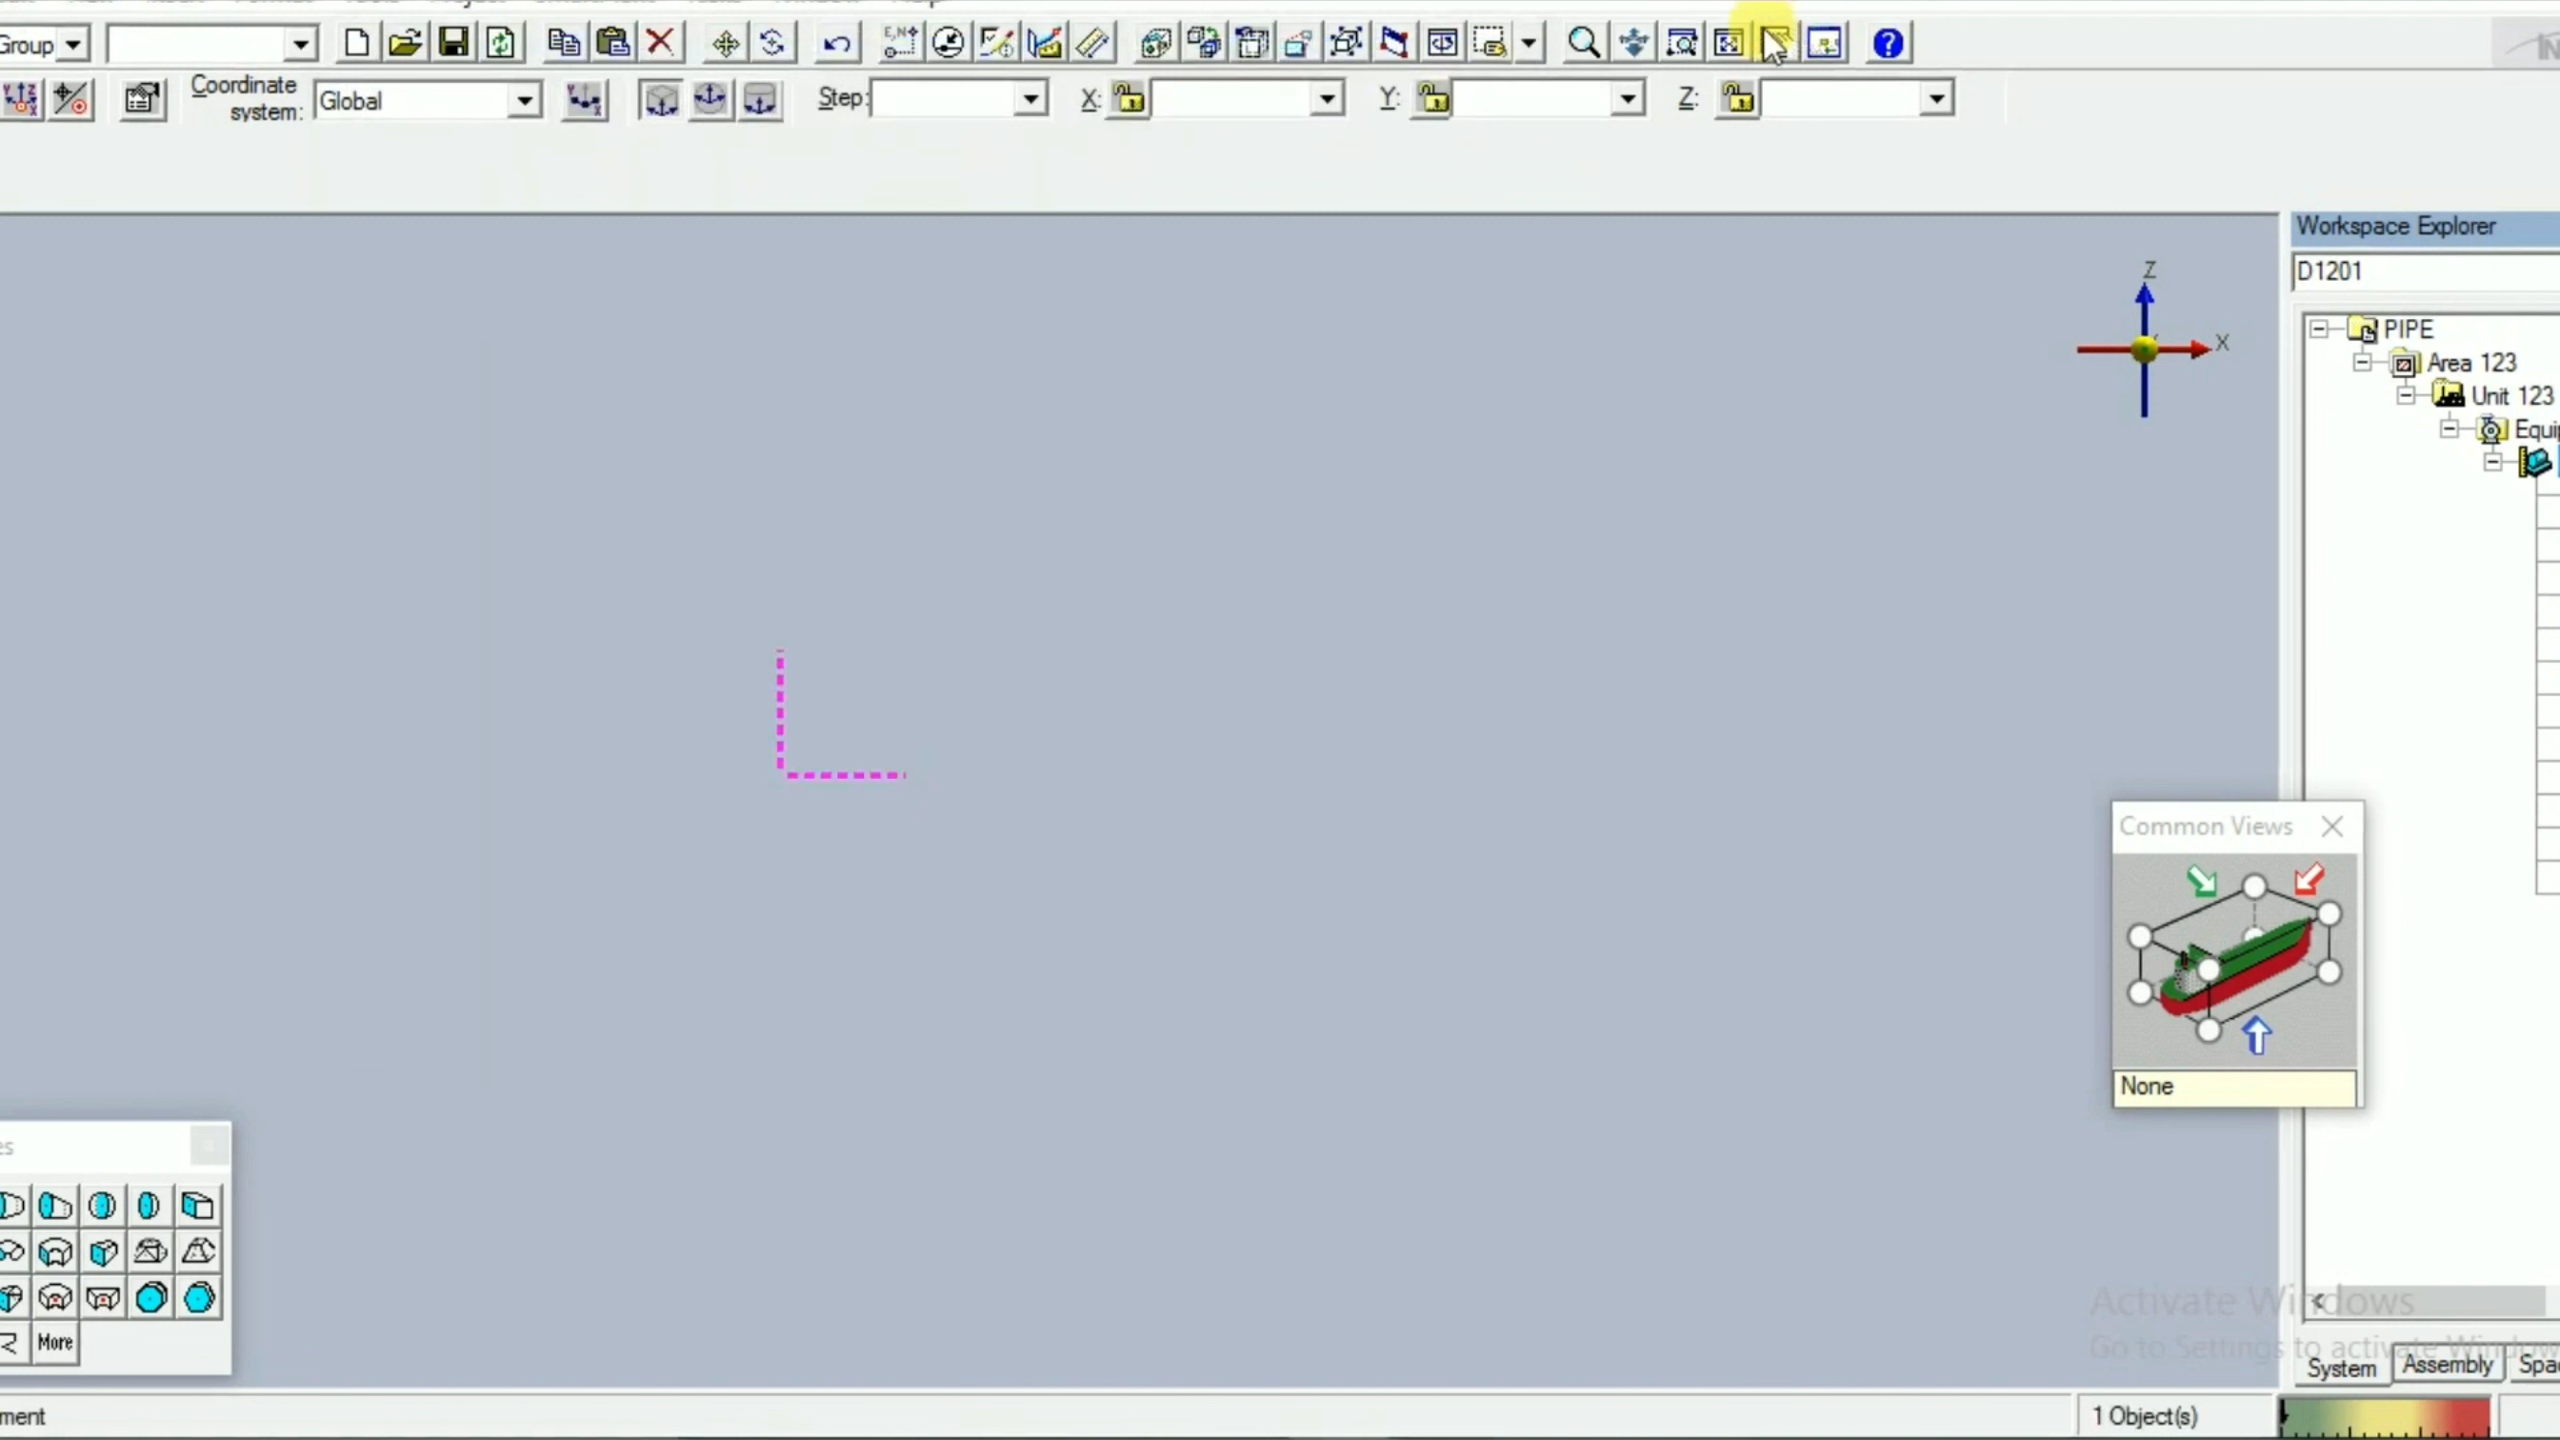 Group
Coordinate
system:
Global
Step:
X:
Y:
Z:
E,N
Workspace Explorer
D1201
PIPE
Area 123
Unit 123
Z
X
Common Views
None
es
More
Activate Windows
Go to Settings to activate Windows
System
Assembly
ment
1 Object(s)